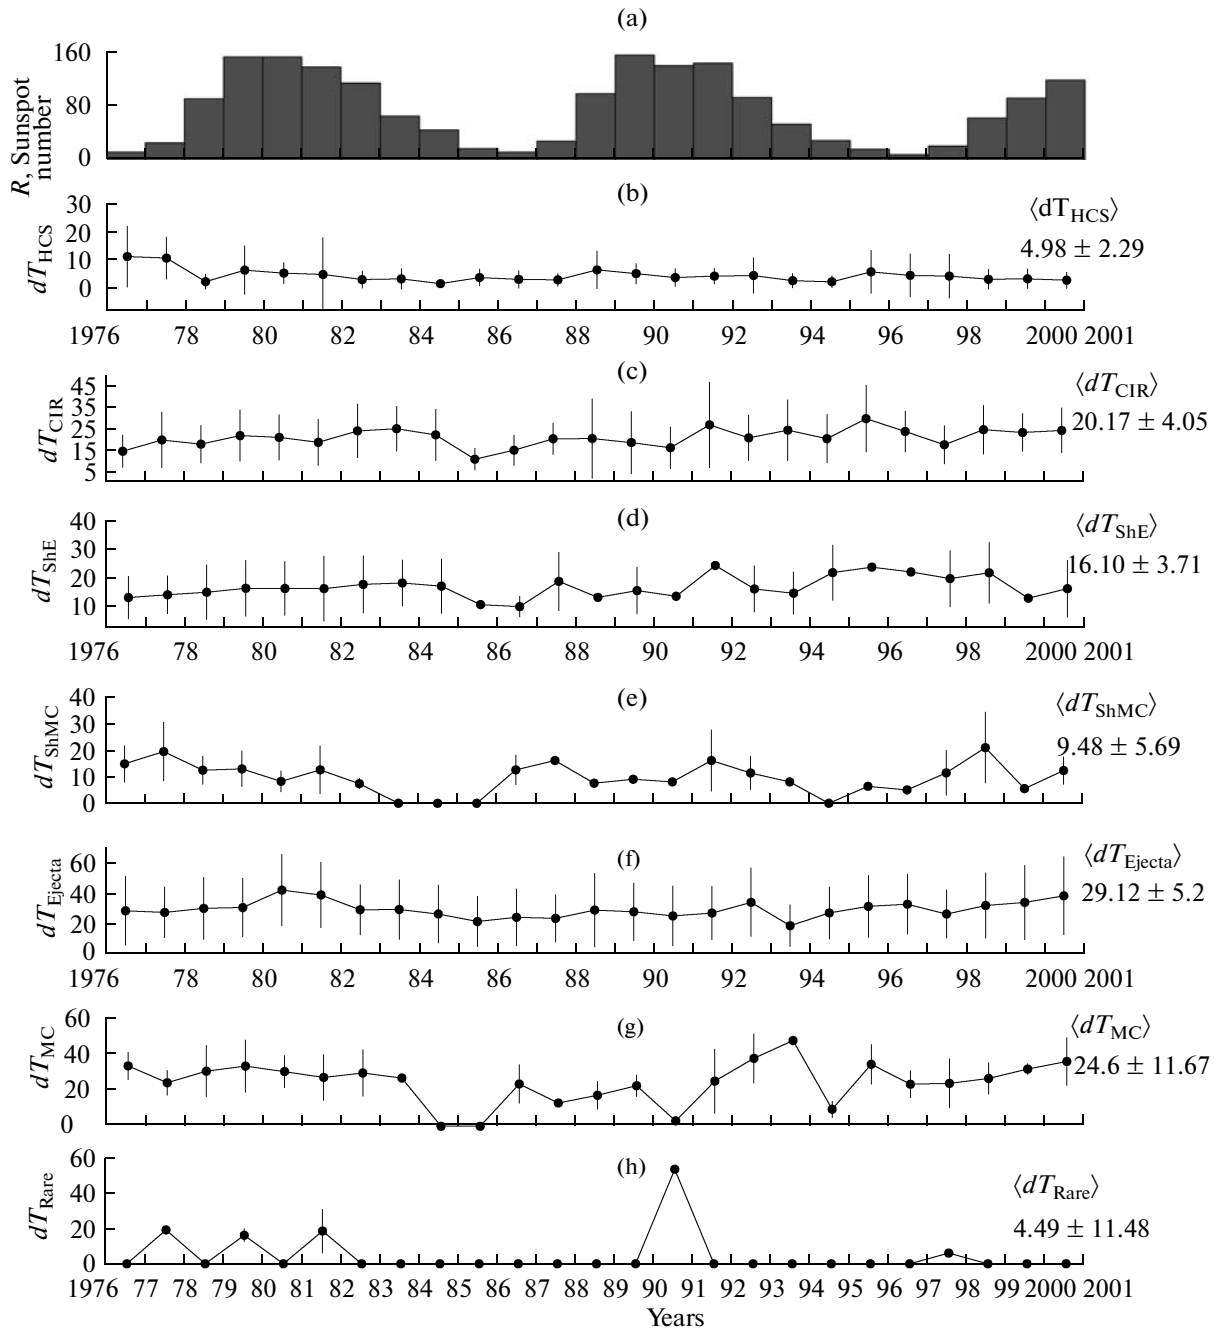 (a)
160
80
0
R, Sunspot
number
(b)
30
20
10
0
dT_HCS
⟨dT_HCS⟩
4.98 ± 2.29
1976 78 80 82 84 86 88 90 92 94 96 98 2000 2001
(c)
45
35
25
15
5
dT_CIR
⟨dT_CIR⟩
20.17 ± 4.05
(d)
40
30
20
10
dT_ShE
⟨dT_ShE⟩
16.10 ± 3.71
1976 78 80 82 84 86 88 90 92 94 96 98 2000 2001
(e)
40
30
20
10
0
dT_ShMC
⟨dT_ShMC⟩
9.48 ± 5.69
(f)
60
40
20
0
dT_Ejecta
⟨dT_Ejecta⟩
29.12 ± 5.2
1976 78 80 82 84 86 88 90 92 94 96 98 2000 2001
(g)
60
40
20
0
dT_MC
⟨dT_MC⟩
24.6 ± 11.67
(h)
60
40
20
0
dT_Rare
⟨dT_Rare⟩
4.49 ± 11.48
1976 77 78 79 80 81 82 83 84 85 86 87 88 89 90 91 92 93 94 95 96 97 98 99 2000 2001
Years